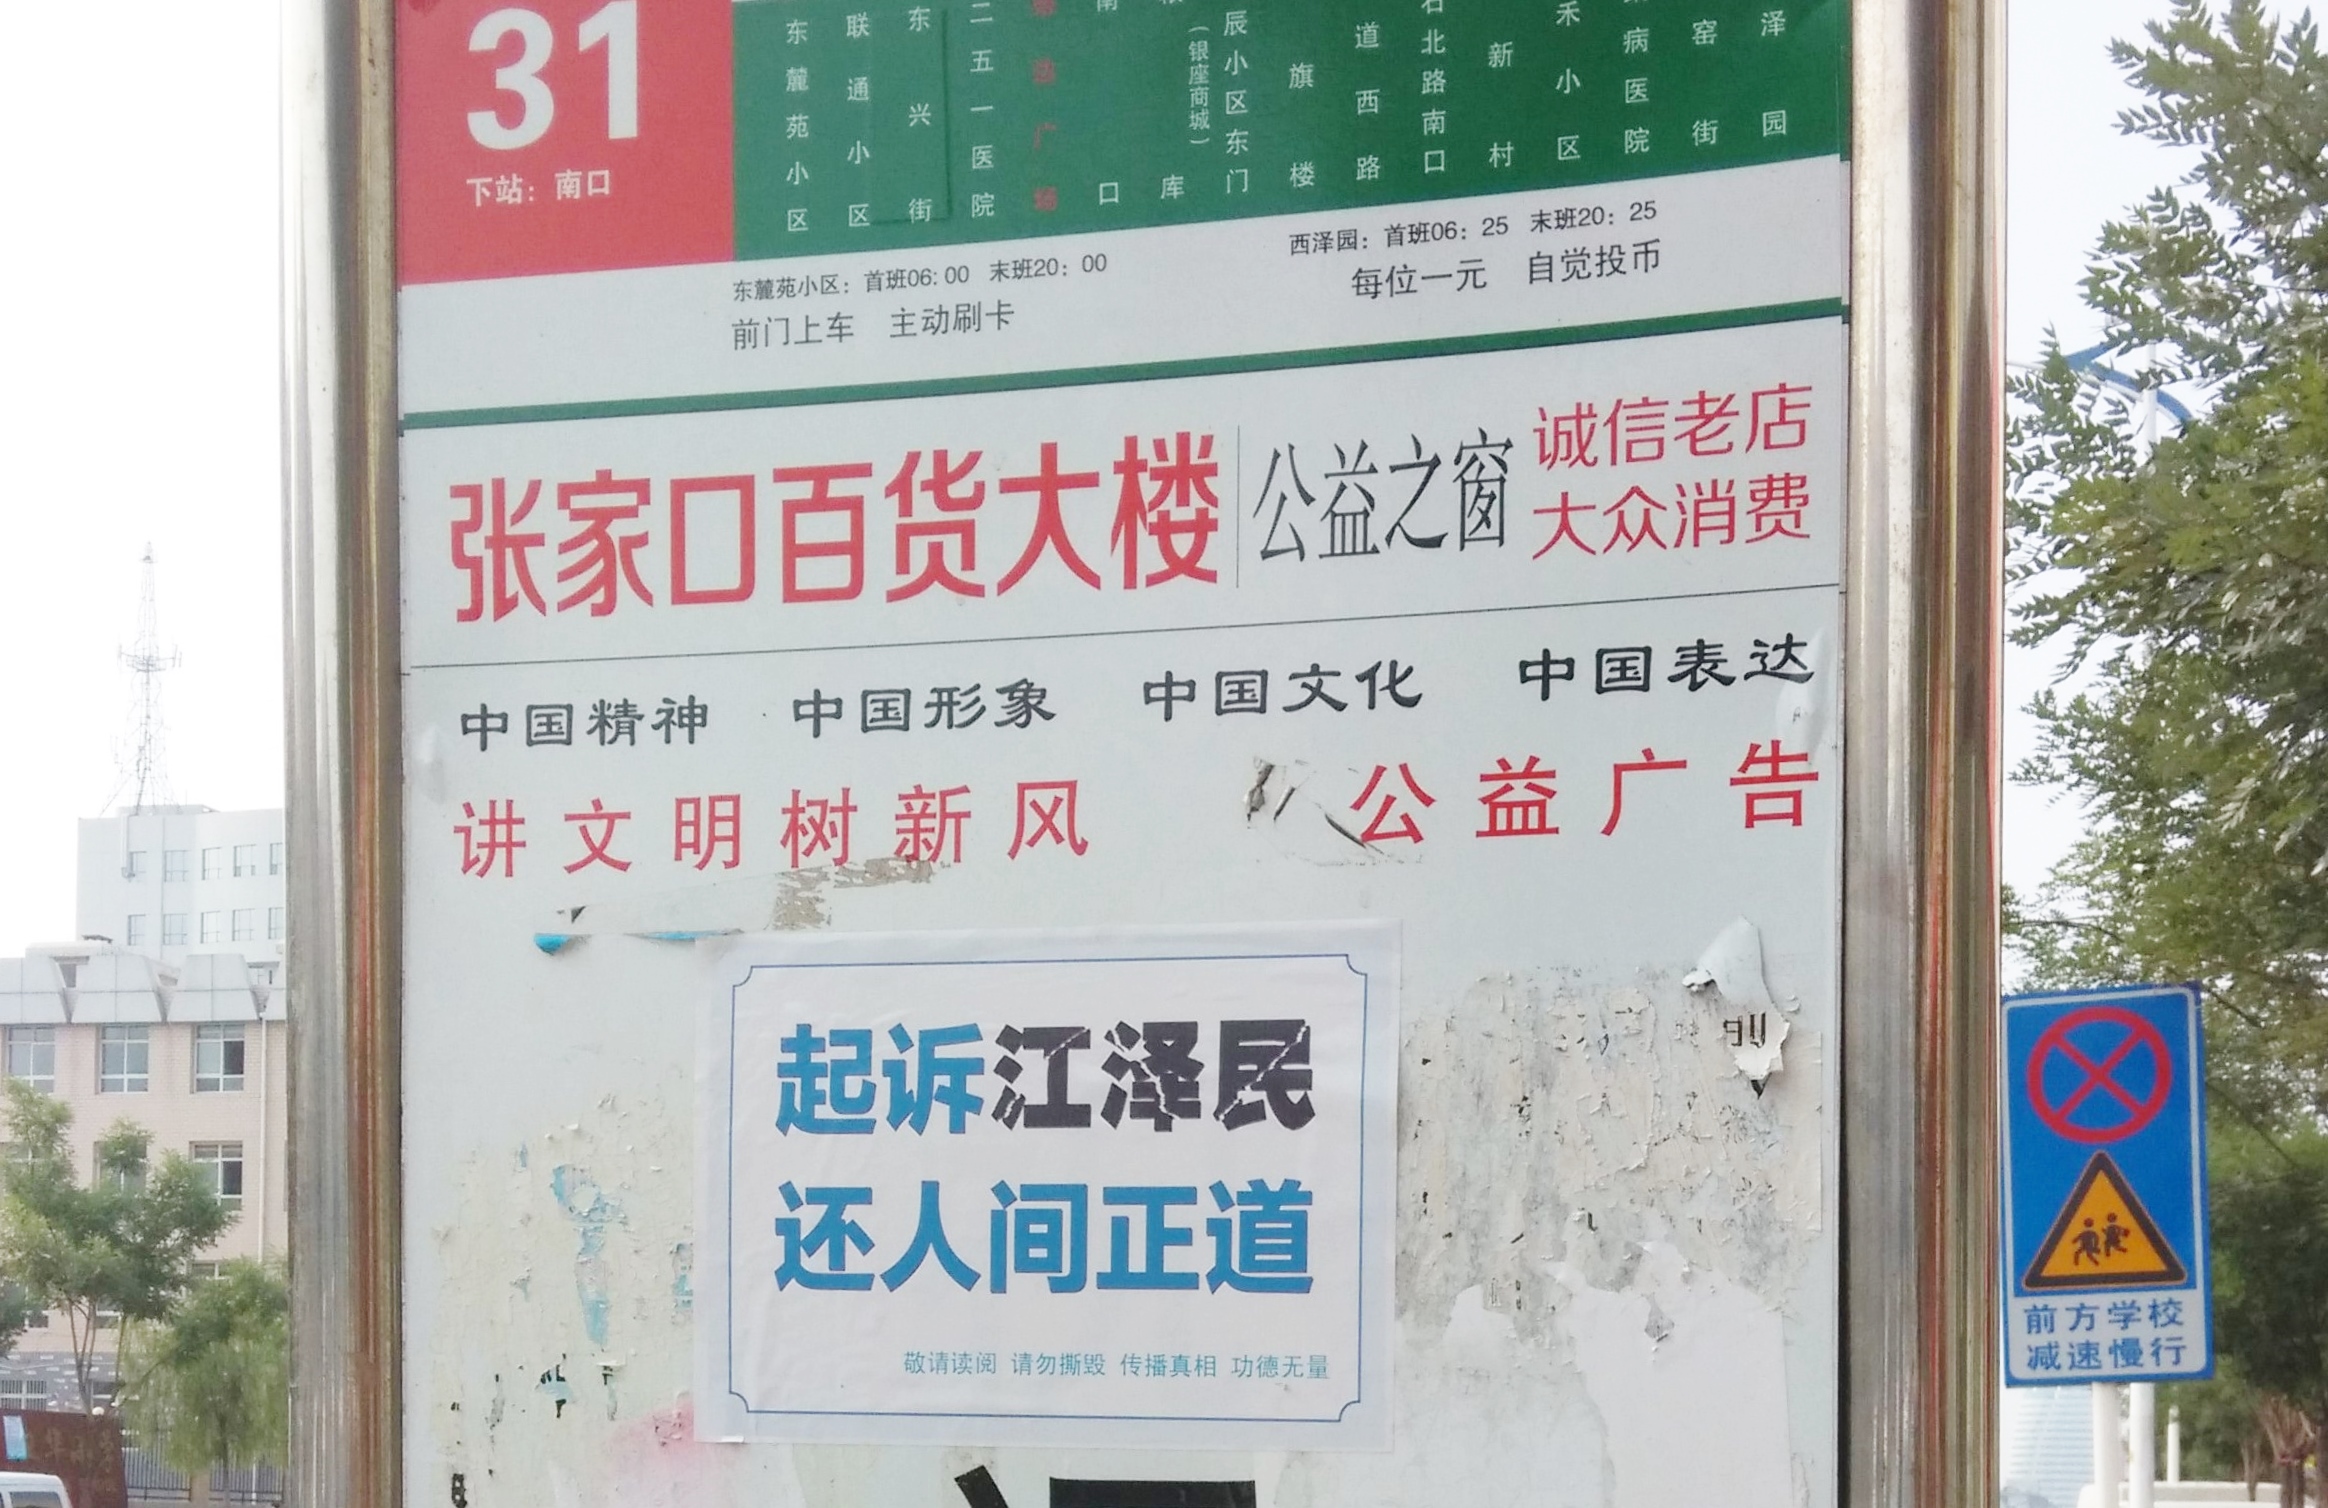 31
下站：南口
东麓苑小区
联通小区
东兴街
二五一医院
口
库
辰小区东门
（银座商城）
旗楼
道西路
石北路南口
新村
禾小区
病医院
窑街
泽园
东麓苑小区：首班06：00 末班20：00
前门上车 主动刷卡
西泽园：首班06：25 末班20：25
每位一元 自觉投币
张家口百货大楼
公益之窗
诚信老店
大众消费
中国精神 中国形象 中国文化 中国表达
讲文明树新风 公益广告
起诉江泽民
还人间正道
敬请读阅 请勿撕毁 传播真相 功德无量
前方学校
减速慢行